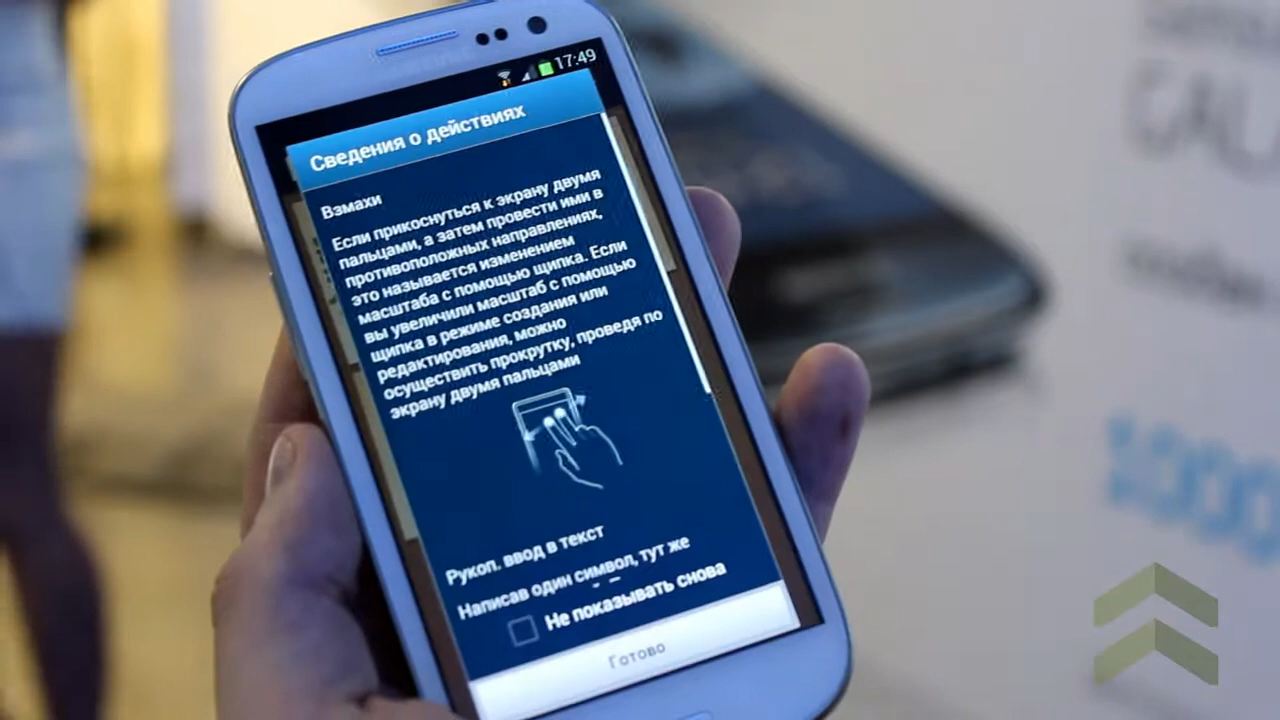 17:49
Сведения о действиях
Взмахи
Если прикоснуться к экрану двумя
пальцами, а затем провести ими в
противоположных направлениях,
это называется изменением
масштаба с помощью щипка. Если
вы увеличили масштаб с помощью
щипка в режиме создания или
редактирования, можно
осуществить прокрутку, проведя по
экрану двумя пальцами
Рукоп. ввод в текст
Написав один символ, тут же
Не показывать снова
Готово